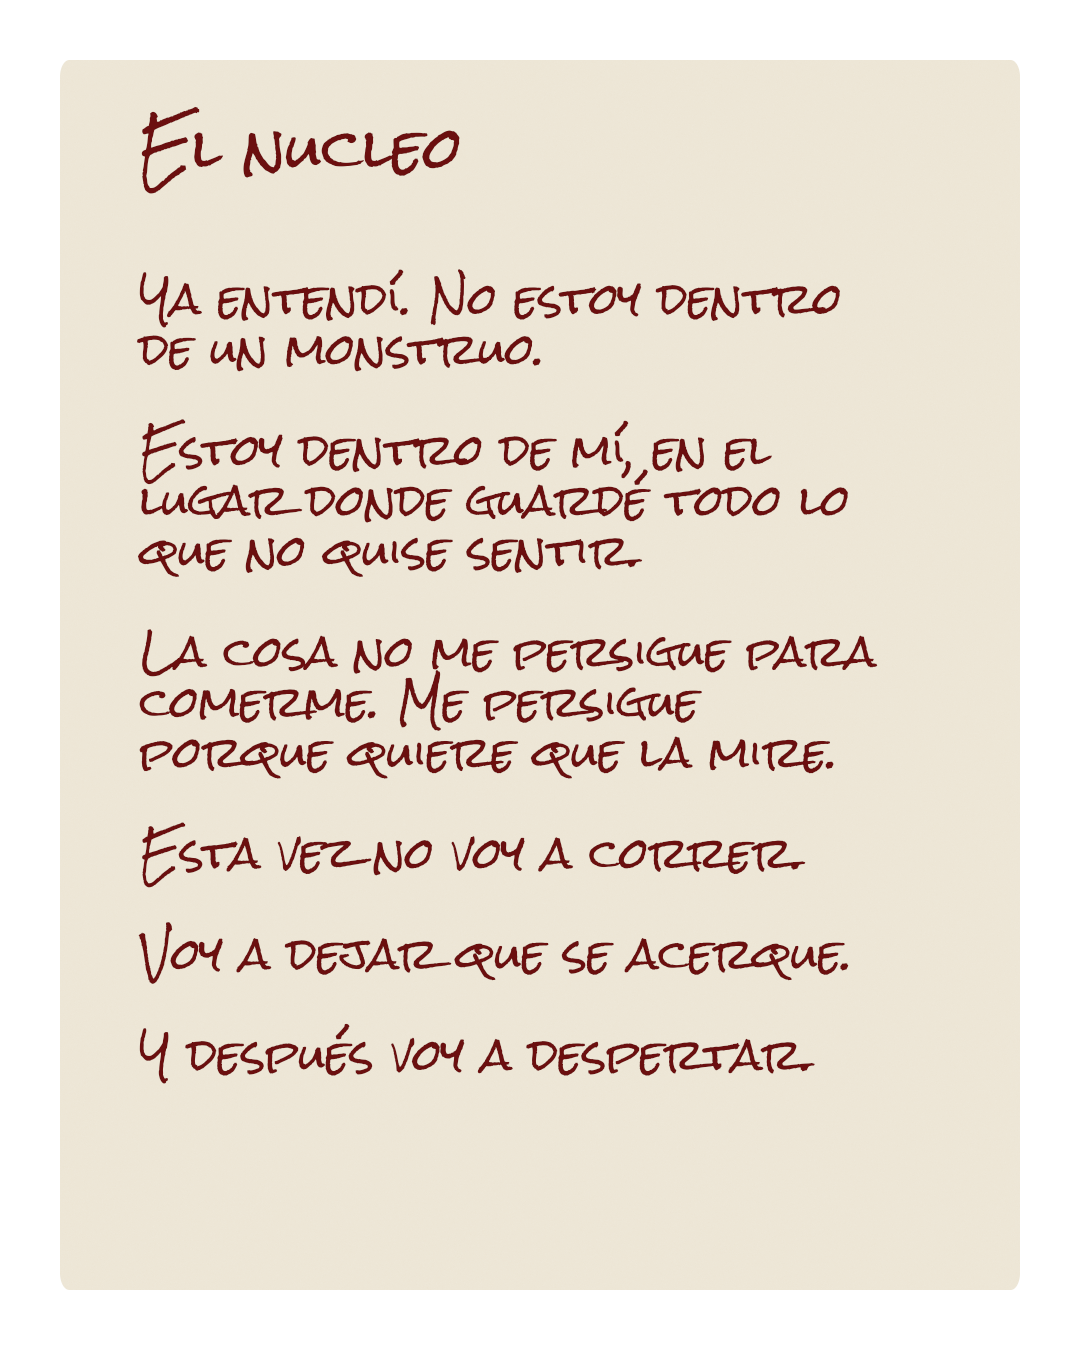 El nucleo
Ya entendí. No estoy dentro
de un monstruo.
Estoy dentro de mí, en el
lugar donde guardé todo lo
que no quise sentir.
La cosa no me persigue para
comerme. Me persigue
porque quiere que la mire.
Esta vez no voy a correr.
Voy a dejar que se acerque.
Y después voy a despertar.